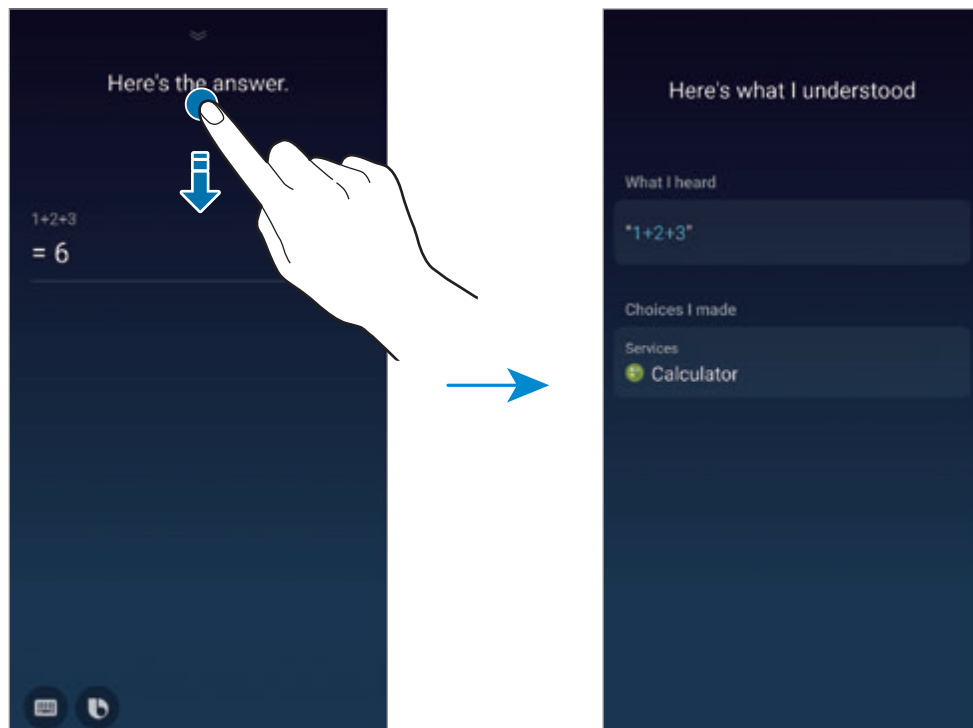 Here's the answer.
1+2+3
= 6
Here's what I understood
What I heard
"1+2+3"
Choices I made
Services
Calculator